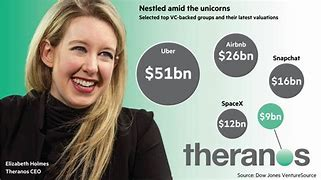 Nestled amid the unicorns
Selected top VC-backed groups and their latest valuations
Uber
$51bn
Airbnb
$26bn
Snapchat
$16bn
SpaceX
$12bn
$9bn
theranos
Elizabeth Holmes
Theranos CEO
Source: Dow Jones VentureSource